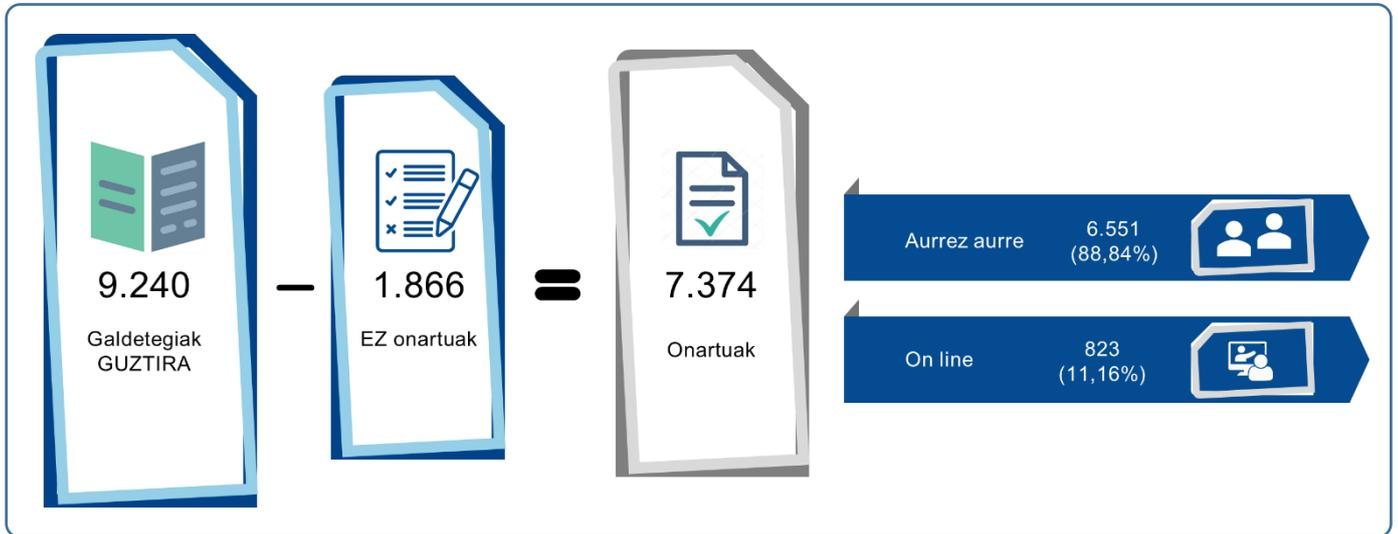 9.240
Galdetegiak
GUZTIRA
–
1.866
EZ onartuak
=
7.374
Onartuak
Aurrez aurre
6.551
(88,84%)
On line
823
(11,16%)